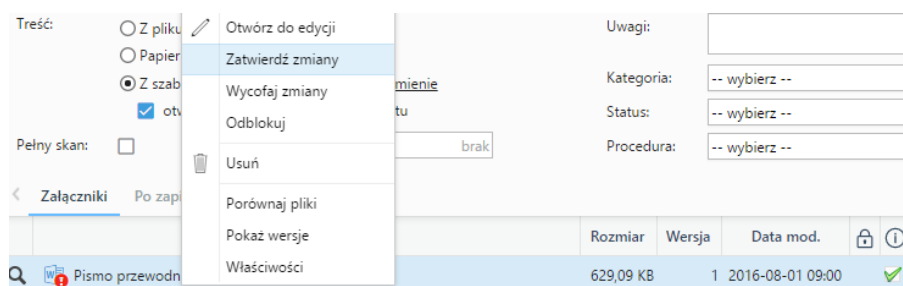 Treść:
Z pliku
Otwórz do edycji
Uwagi:
Papier
Zatwierdź zmiany
Z szab
mienie
Wycofaj zmiany
Kategoria:
-- wybierz --
otw
tu
Odblokuj
Status:
-- wybierz --
Pełny skan:
brak
Usuń
Procedura:
-- wybierz --
Załączniki
Po zapi
Porównaj pliki
Pokaż wersje
Rozmiar
Wersja
Data mod.
Właściwości
Pismo przewodn
629,09 KB
1
2016-08-01 09:00